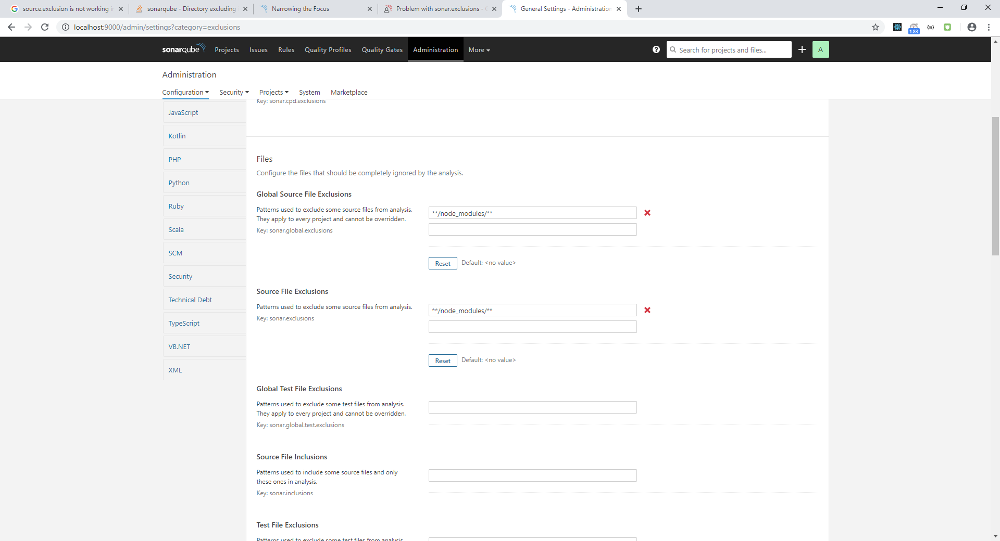 source.exclusion is not working i
sonarqube - Directory excluding
Narrowing the Focus
Problem with sonar.exclusions -
General Settings - Administration
localhost:9000/admin/settings?category=exclusions
1.83
sonarqube
Projects
Issues
Rules
Quality Profiles
Quality Gates
Administration
More
Search for projects and files...
A
Administration
Configuration
Security
Projects
System
Marketplace
Key: sonar.cpd.exclusions
JavaScript
Kotlin
PHP
Python
Ruby
Scala
SCM
Security
Technical Debt
TypeScript
VB.NET
XML
Files
Configure the files that should be completely ignored by the analysis.
Global Source File Exclusions
Patterns used to exclude some source files from analysis.
They apply to every project and cannot be overridden.
Key: sonar.global.exclusions
**/node_modules/**
Reset
Default: <no value>
Source File Exclusions
Patterns used to exclude some source files from analysis.
Key: sonar.exclusions
**/node_modules/**
Reset
Default: <no value>
Global Test File Exclusions
Patterns used to exclude some test files from analysis.
They apply to every project and cannot be overridden.
Key: sonar.global.test.exclusions
Source File Inclusions
Patterns used to include some source files and only
these ones in analysis.
Key: sonar.inclusions
Test File Exclusions
Patterns used to exclude some test files from analysis.